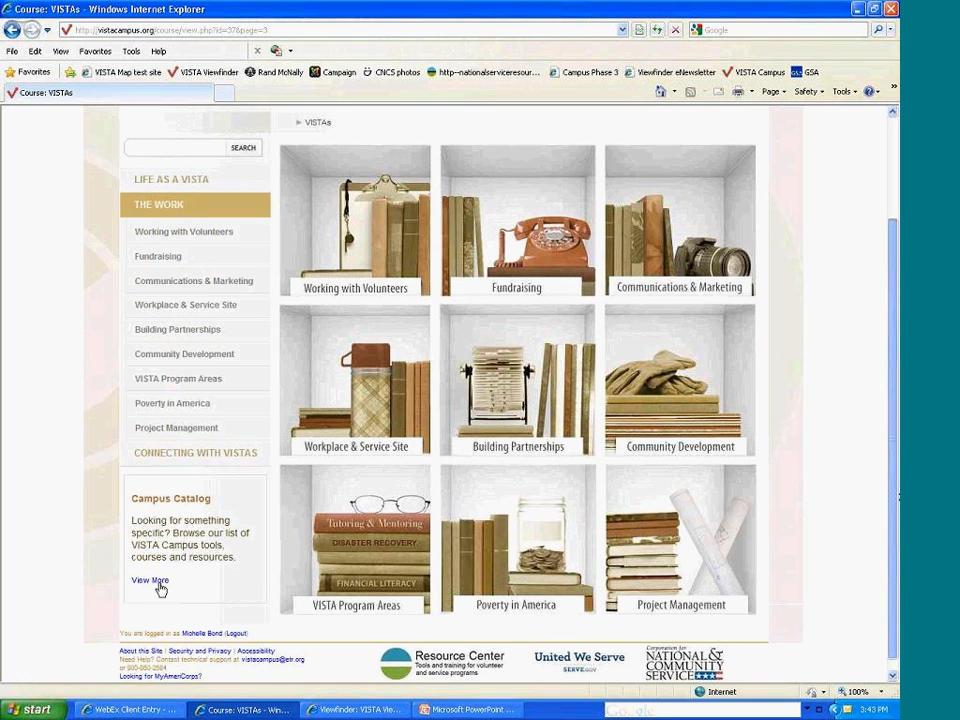 Course: VISTAs - Windows Internet Explorer
http://vistacampus.org/course/view.php?id=37&page=3
Google
File Edit View Favorites Tools Help
Favorites VISTA Map test site VISTA Viewfinder Rand McNally Campaign CNCS photos http--nationalserviceresour... Campus Phase 3 Viewfinder eNewsletter VISTA Campus GSA
Course: VISTAs
Page Safety Tools
VISTAs
SEARCH
LIFE AS A VISTA
THE WORK
Working with Volunteers
Fundraising
Communications & Marketing
Workplace & Service Site
Building Partnerships
Community Development
VISTA Program Areas
Poverty in America
Project Management
CONNECTING WITH VISTAS
Campus Catalog
Looking for something
specific? Browse our list of
VISTA Campus tools,
courses and resources.
View More
Working with Volunteers
Fundraising
Communications & Marketing
Workplace & Service Site
Building Partnerships
Community Development
Tutoring & Mentoring
DISASTER RECOVERY
FINANCIAL LITERACY
VISTA Program Areas
Poverty in America
Project Management
You are logged in as Michelle Bond (Logout)
About this Site | Security and Privacy | Accessibility
Need Help? Contact technical support at vistacampus@etr.org
or 800-860-2684
Looking for MyAmeriCorps?
Resource Center
Tools and training for volunteer
and service programs
United We Serve
SERVE.GOV
Corporation for
NATIONAL &
COMMUNITY
SERVICE
Internet
100%
start
WebEx Client Entry - ...
Course: VISTAs - Win...
Viewfinder: VISTA Vie...
Microsoft PowerPoint ...
Google
3:43 PM